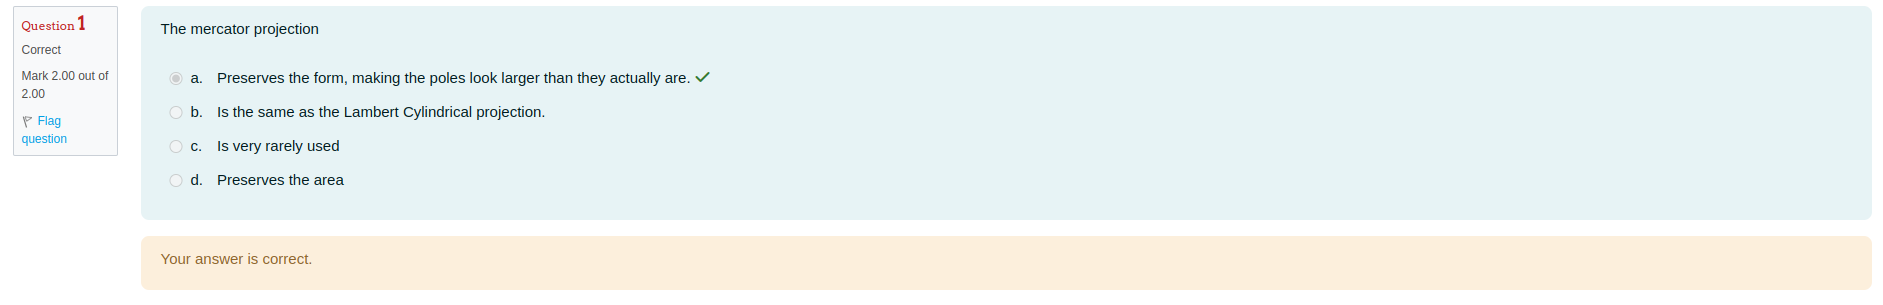 Question 1
Correct
Mark 2.00 out of
2.00
Flag
question
The mercator projection
a. Preserves the form, making the poles look larger than they actually are.
b. Is the same as the Lambert Cylindrical projection.
c. Is very rarely used
d. Preserves the area
Your answer is correct.